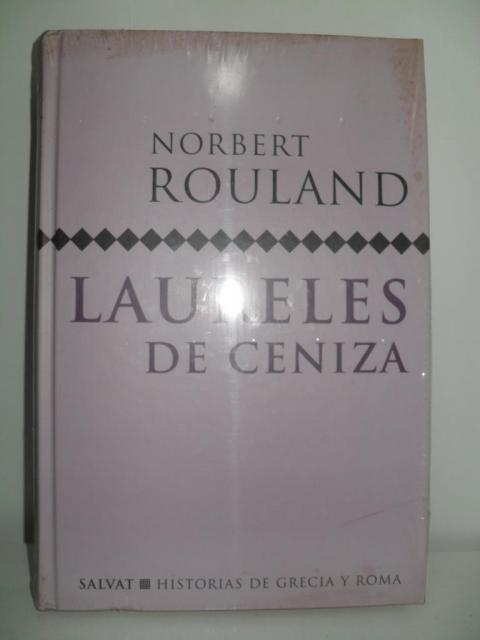 NORBERT
ROULAND
LAURELES
DE CENIZA
SALVAT HISTORIAS DE GRECIA Y ROMA